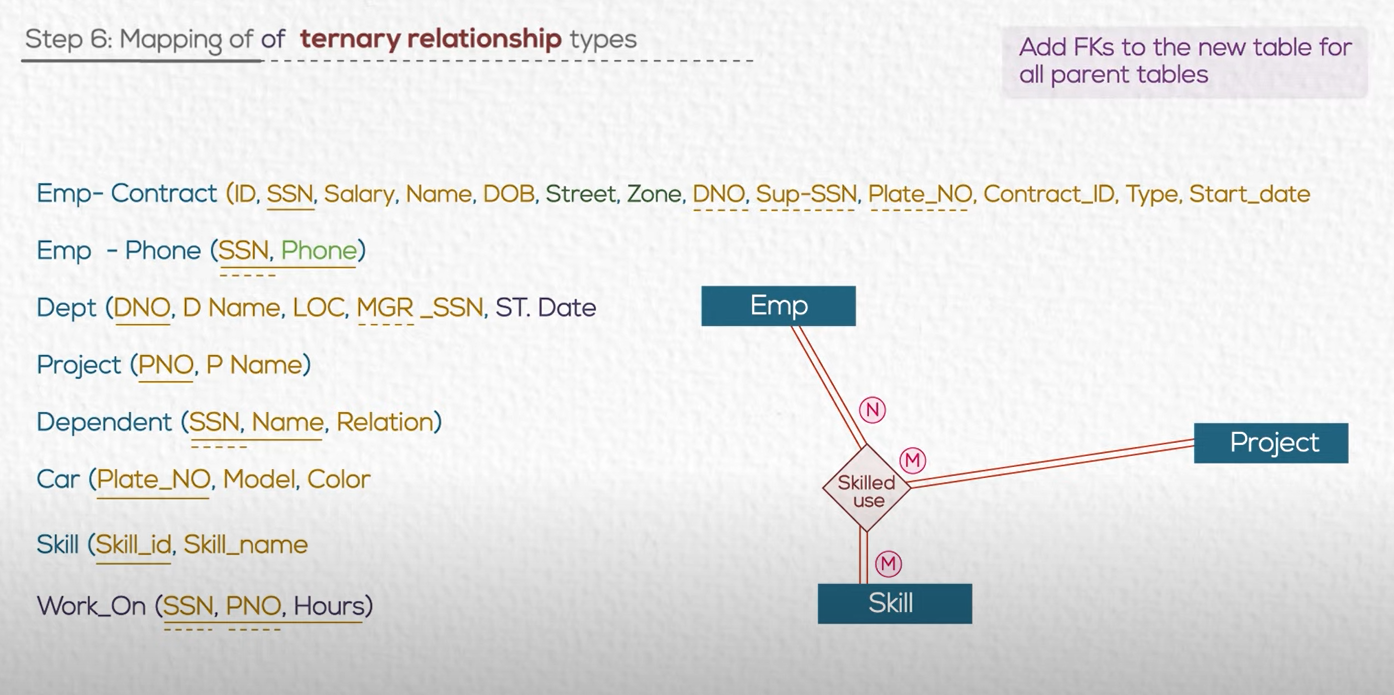 Step 6: Mapping of of ternary relationship types
Add FKs to the new table for
all parent tables
Emp- Contract (ID, SSN, Salary, Name, DOB, Street, Zone, DNO, Sup-SSN, Plate_NO, Contract_ID, Type, Start_date
Emp - Phone (SSN, Phone)
Dept (DNO, D Name, LOC, MGR _SSN, ST. Date
Project (PNO, P Name)
Dependent (SSN, Name, Relation)
Car (Plate_NO, Model, Color
Skill (Skill_id, Skill_name
Work_On (SSN, PNO, Hours)
Emp
N
M
Project
Skilled
use
M
Skill